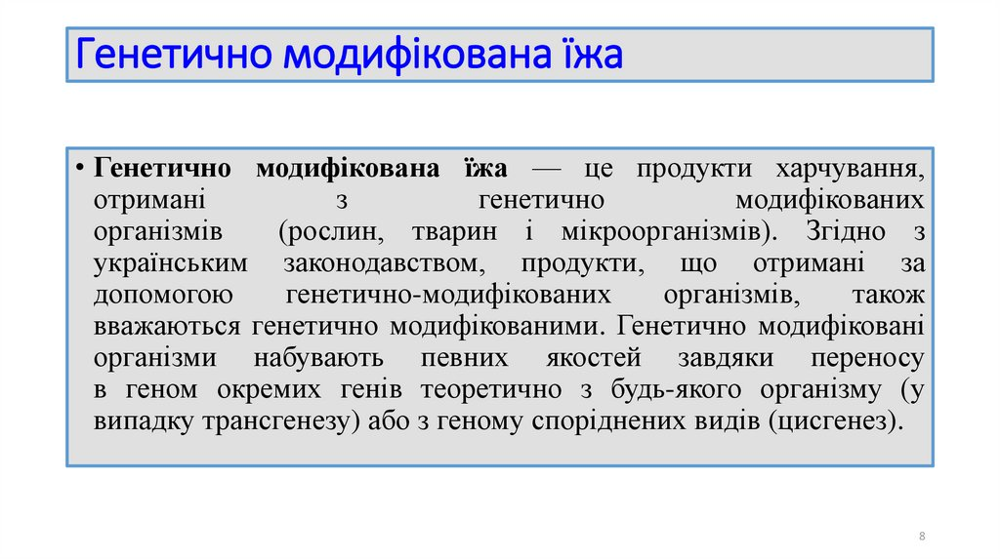 Генетично модифікована їжа
• Генетично модифікована їжа — це продукти харчування,
отримані з генетично модифікованих
організмів (рослин, тварин і мікроорганізмів). Згідно з
українським законодавством, продукти, що отримані за
допомогою генетично-модифікованих організмів, також
вважаються генетично модифікованими. Генетично модифіковані
організми набувають певних якостей завдяки переносу
в геном окремих генів теоретично з будь-якого організму (у
випадку трансгенезу) або з геному споріднених видів (цисгенез).
8